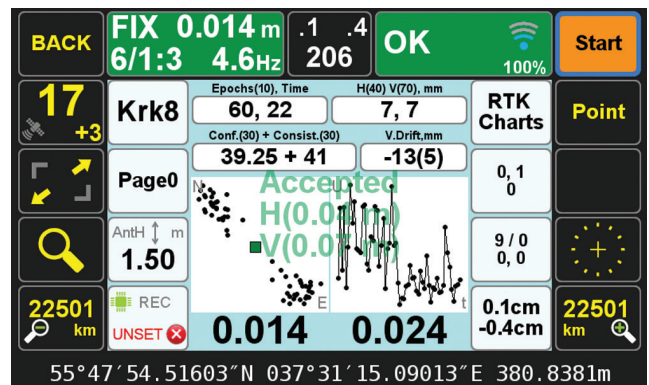 BACK
FIX 0.014 m
6/1:3 4.6Hz
.1 .4
206
OK
100%
Start
17
+3
Krk8
Epochs(10), Time
60, 22
H(40) V(70), mm
7, 7
RTK
Charts
Point
Conf.(30) + Consist.(30)
39.25 + 41
V.Drift,mm
-13(5)
Page0
N
E
U
t
Accepted
H(0.04 m)
V(0.07 m)
0, 1
0
AntH m
1.50
9 / 0
0, 0
22501
km
REC
UNSET
0.014
0.024
0.1cm
-0.4cm
22501
km
55°47′54.51603″N 037°31′15.09013″E 380.8381m